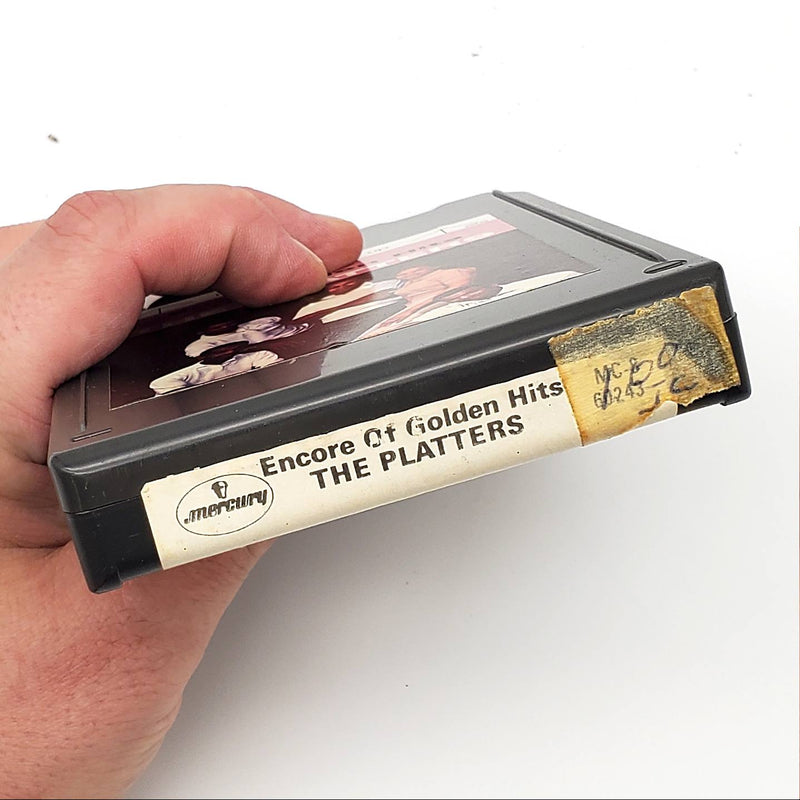 Encore Of Golden Hits
THE PLATTERS
mercury
MC-8
60243